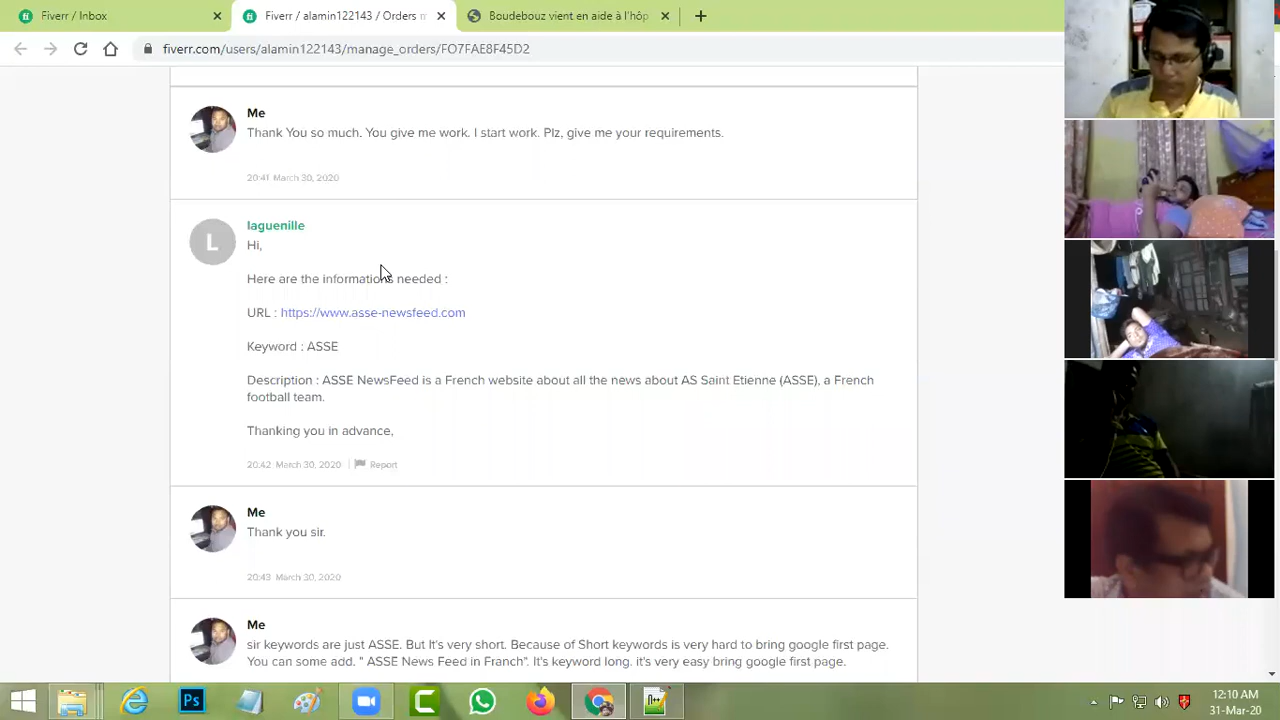 Fiverr / Inbox
Fiverr / alamin122143 / Orders m
Boudebouz vient en aide à l'hôp
fiverr.com/users/alamin122143/manage_orders/FO7FAE8F45D2
Me
Thank You so much. You give me work. I start work. Plz, give me your requirements.
20:41 March 30, 2020
L
laguenille
Hi,
Here are the informations needed :
URL : https://www.asse-newsfeed.com
Keyword : ASSE
Description : ASSE NewsFeed is a French website about all the news about AS Saint Etienne (ASSE), a French
football team.
Thanking you in advance,
20:42 March 30, 2020 | Report
Me
Thank you sir.
20:43 March 30, 2020
Me
sir keywords are just ASSE. But It's very short. Because of Short keywords is very hard to bring google first page.
You can some add. " ASSE News Feed in Franch". It's keyword long. it's very easy bring google first page.
Ps
12:10 AM
31-Mar-20